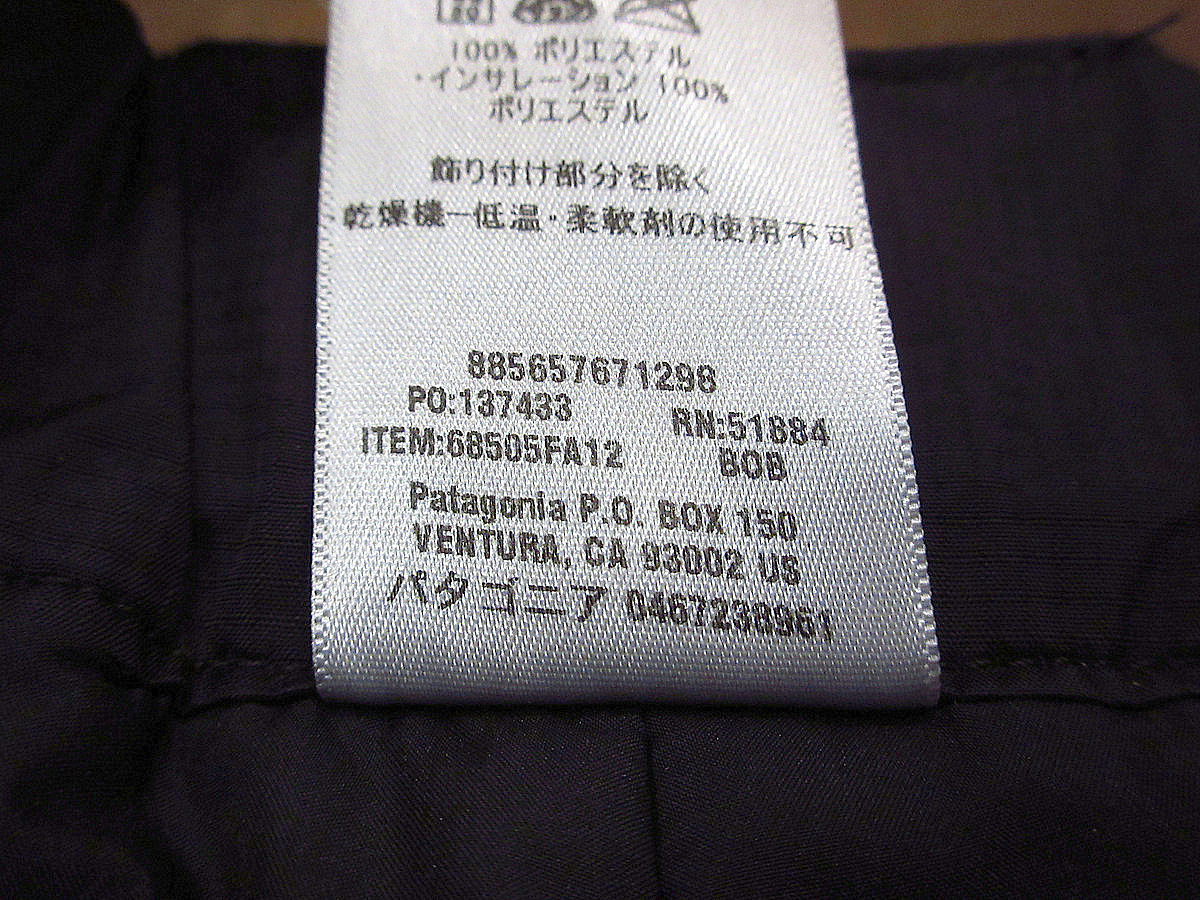 100% ポリエステル
・インサレーション 100%
ポリエステル
飾り付け部分を除く
乾燥機ー低温・柔軟剤の使用不可
885657671298
PO:137433 RN:51884
ITEM:68505FA12 BOB
Patagonia P.O. BOX 150
VENTURA, CA 93002 US
パタゴニア 0467238961